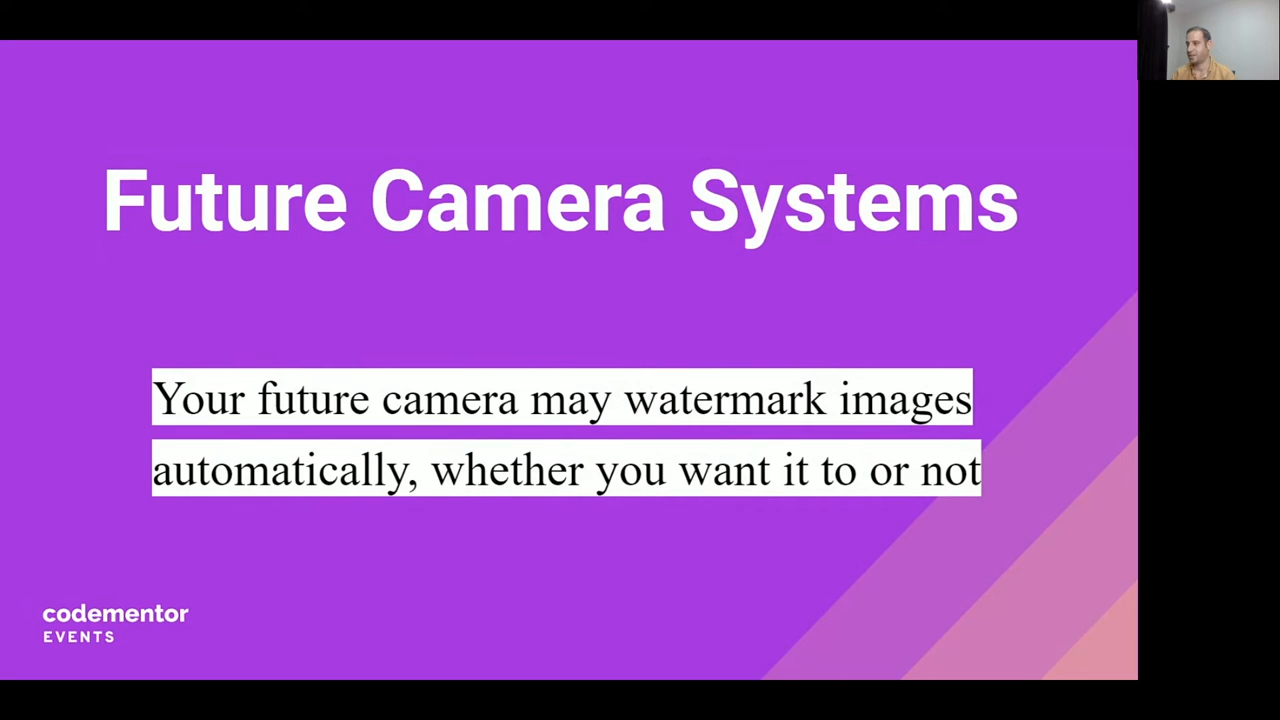 Future Camera Systems
Your future camera may watermark images
automatically, whether you want it to or not
codementor
EVENTS